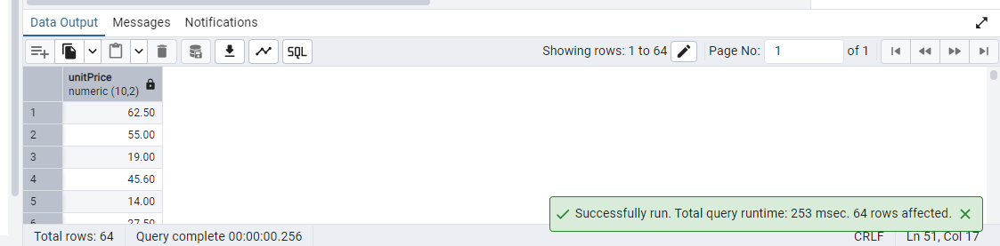 Data Output Messages Notifications
SQL Showing rows: 1 to 64 Page No: 1 of 1
unitPrice
numeric (10,2)
1 62.50
2 55.00
3 19.00
4 45.60
5 14.00
6 27.50
Successfully run. Total query runtime: 253 msec. 64 rows affected.
Total rows: 64 Query complete 00:00:00.256 CRLF Ln 51, Col 17